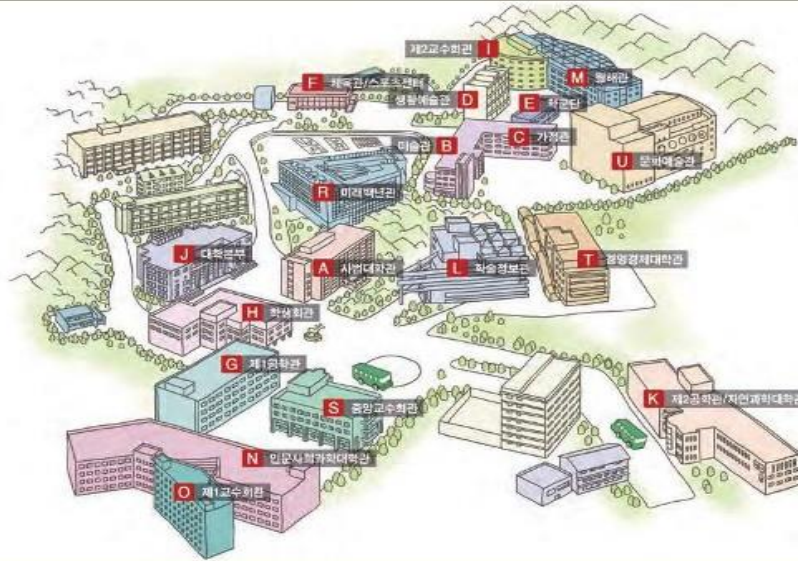 I 제2교수회관
M 월해관
F 체육관/스포츠센터
D 생활예술관
E 학군단
B 미술관
C 가정관
U 문화예술관
R 미래백년관
J 대학본부
A 사범대학관
L 학술정보관
T 경영경제대학관
H 학생회관
G 제1공학관
S 중앙교수회관
K 제2공학관/자연과학대학관
N 인문사회과학대학관
O 제1교수회관